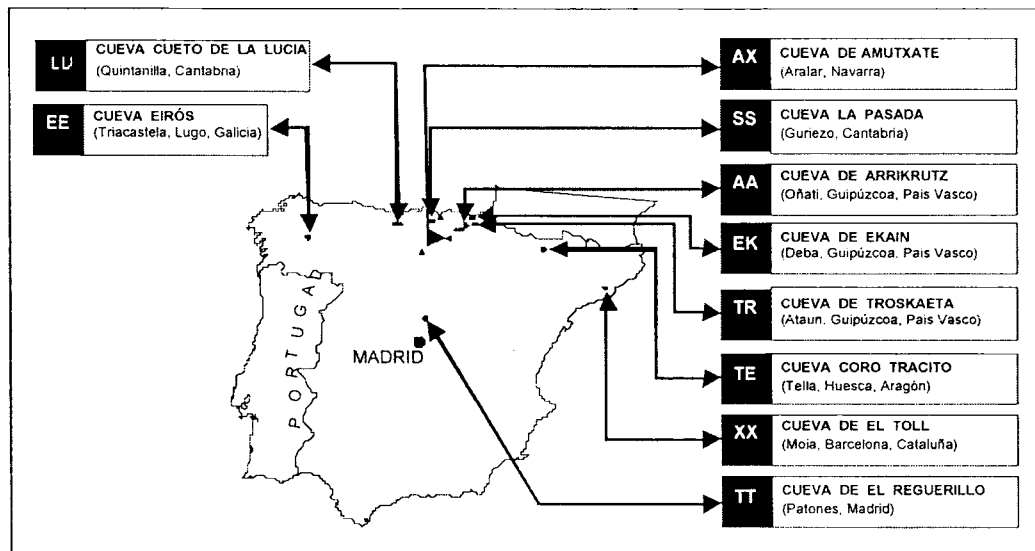 LU
CUEVA CUETO DE LA LUCIA
(Quintanilla, Cantabria)
EE
CUEVA EIRÓS
(Triacastela, Lugo, Galicia)
AX
CUEVA DE AMUTXATE
(Aralar, Navarra)
SS
CUEVA LA PASADA
(Guriezo, Cantabria)
AA
CUEVA DE ARRIKRUTZ
(Oñati, Guipúzcoa, Pais Vasco)
EK
CUEVA DE EKAIN
(Deba, Guipúzcoa, Pais Vasco)
TR
CUEVA DE TROSKAETA
(Ataun, Guipúzcoa, Pais Vasco)
TE
CUEVA CORO TRACITO
(Tella, Huesca, Aragón)
XX
CUEVA DE EL TOLL
(Moia, Barcelona, Cataluña)
TT
CUEVA DE EL REGUERILLO
(Patones, Madrid)
MADRID
PORTUGAL